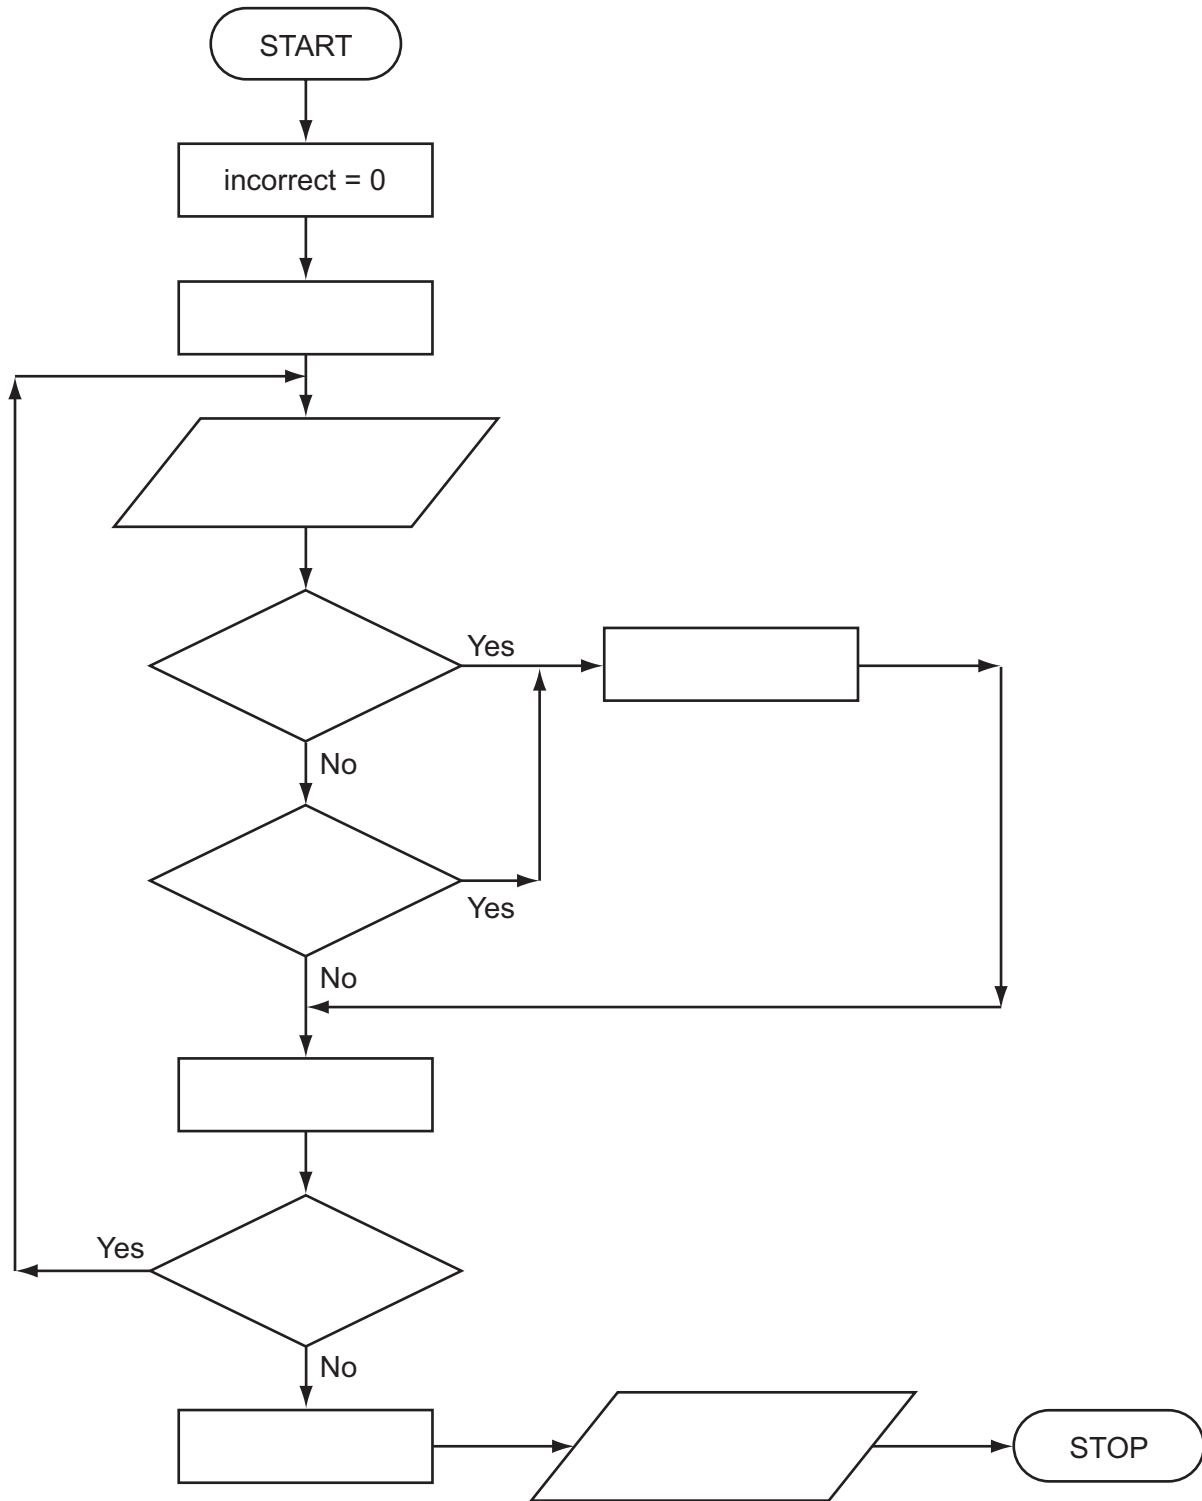 START
incorrect = 0
Yes
No
Yes
No
Yes
No
STOP